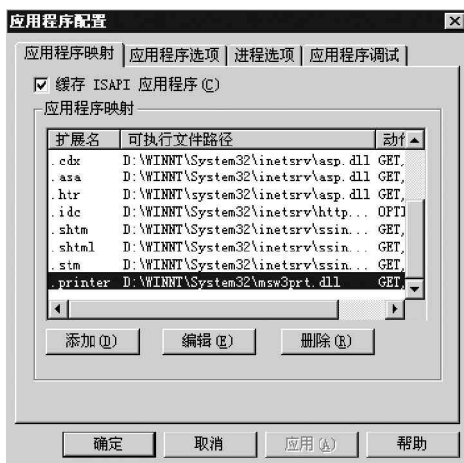 应用程序配置
应用程序映射 应用程序选项 进程选项 应用程序调试
缓存 ISAPI 应用程序(C)
应用程序映射
扩展名 可执行文件路径
.cdx D:\WINNT\System32\inetsrv\asp.dll GET,
.asa D:\WINNT\System32\inetsrv\asp.dll GET,
.htr D:\WINNT\System32\inetsrv\asp.dll GET,
.idc D:\WINNT\System32\inetsrv\http... OPTI
.shtm D:\WINNT\System32\inetsrv\ssin... GET,
.shtml D:\WINNT\System32\inetsrv\ssin... GET,
.stm D:\WINNT\System32\inetsrv\ssin... GET,
.printer D:\WINNT\System32\msw3prt.dll GET,
添加(D) 编辑(E) 删除(R)
确定 取消 应用(A) 帮助